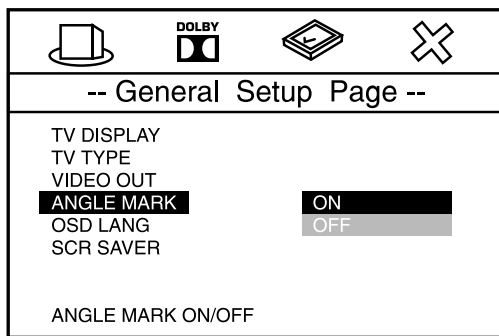 DOLBY
-- General Setup Page --
TV DISPLAY
TV TYPE
VIDEO OUT
ANGLE MARK ON
OSD LANG OFF
SCR SAVER
ANGLE MARK ON/OFF